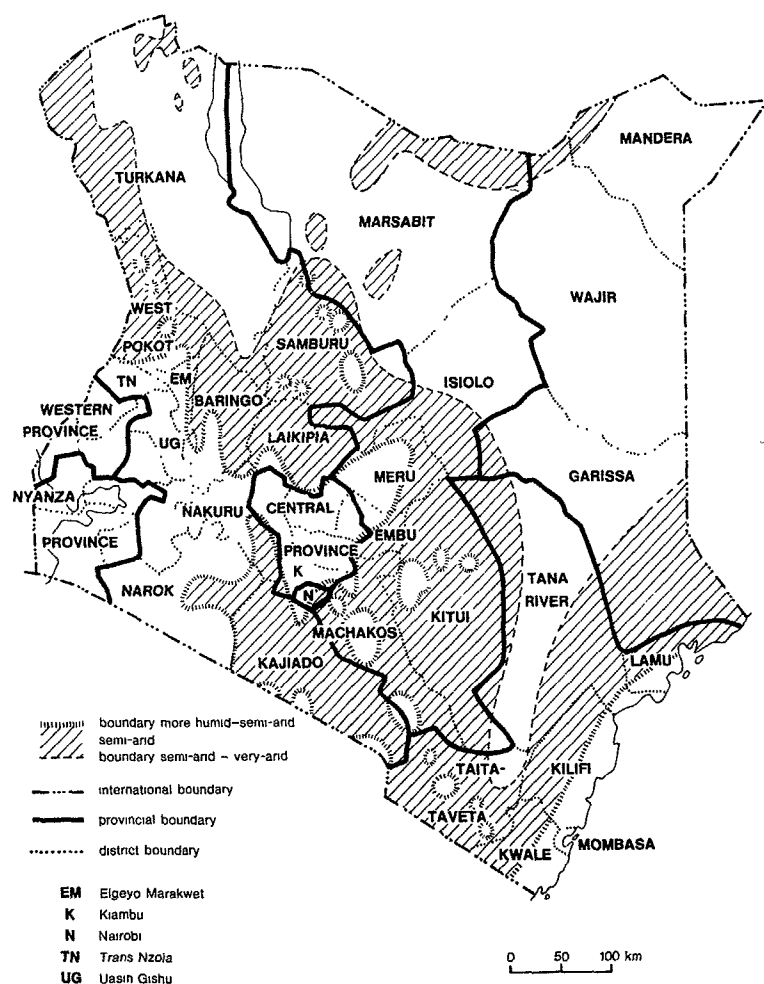 MANDERA
TURKANA
MARSABIT
WAJIR
WEST
POKOT
SAMBURU
TN
EM
ISIOLO
BARINGO
WESTERN
PROVINCE
UG
LAIKIPIA
MERU
GARISSA
NYANZA
PROVINCE
NAKURU
CENTRAL
PROVINCE
EMBU
K
N
NAROK
TANA
RIVER
KITUI
MACHAKOS
KAJIADO
LAMU
TAITA-
TAVETA
KILIFI
KWALE
MOMBASA
boundary more humid-semi-arid
semi-arid
boundary semi-arid - very-arid
international boundary
provincial boundary
district boundary
EM Elgeyo Marakwet
K Kiambu
N Nairobi
TN Trans Nzoia
UG Uasin Gishu
0 50 100 km